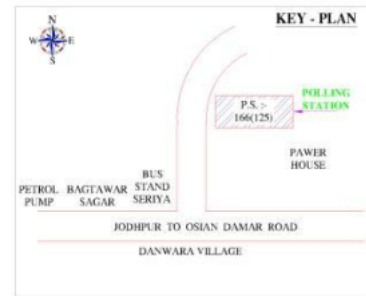 N
KEY - PLAN
W
E
S
POLLING
STATION
P.S. :-
166(125)
PAWER
HOUSE
BUS
STAND
SERIYA
PETROL
PUMP
BAGTAWAR
SAGAR
JODHPUR TO OSIAN DAMAR ROAD
DANWARA VILLAGE